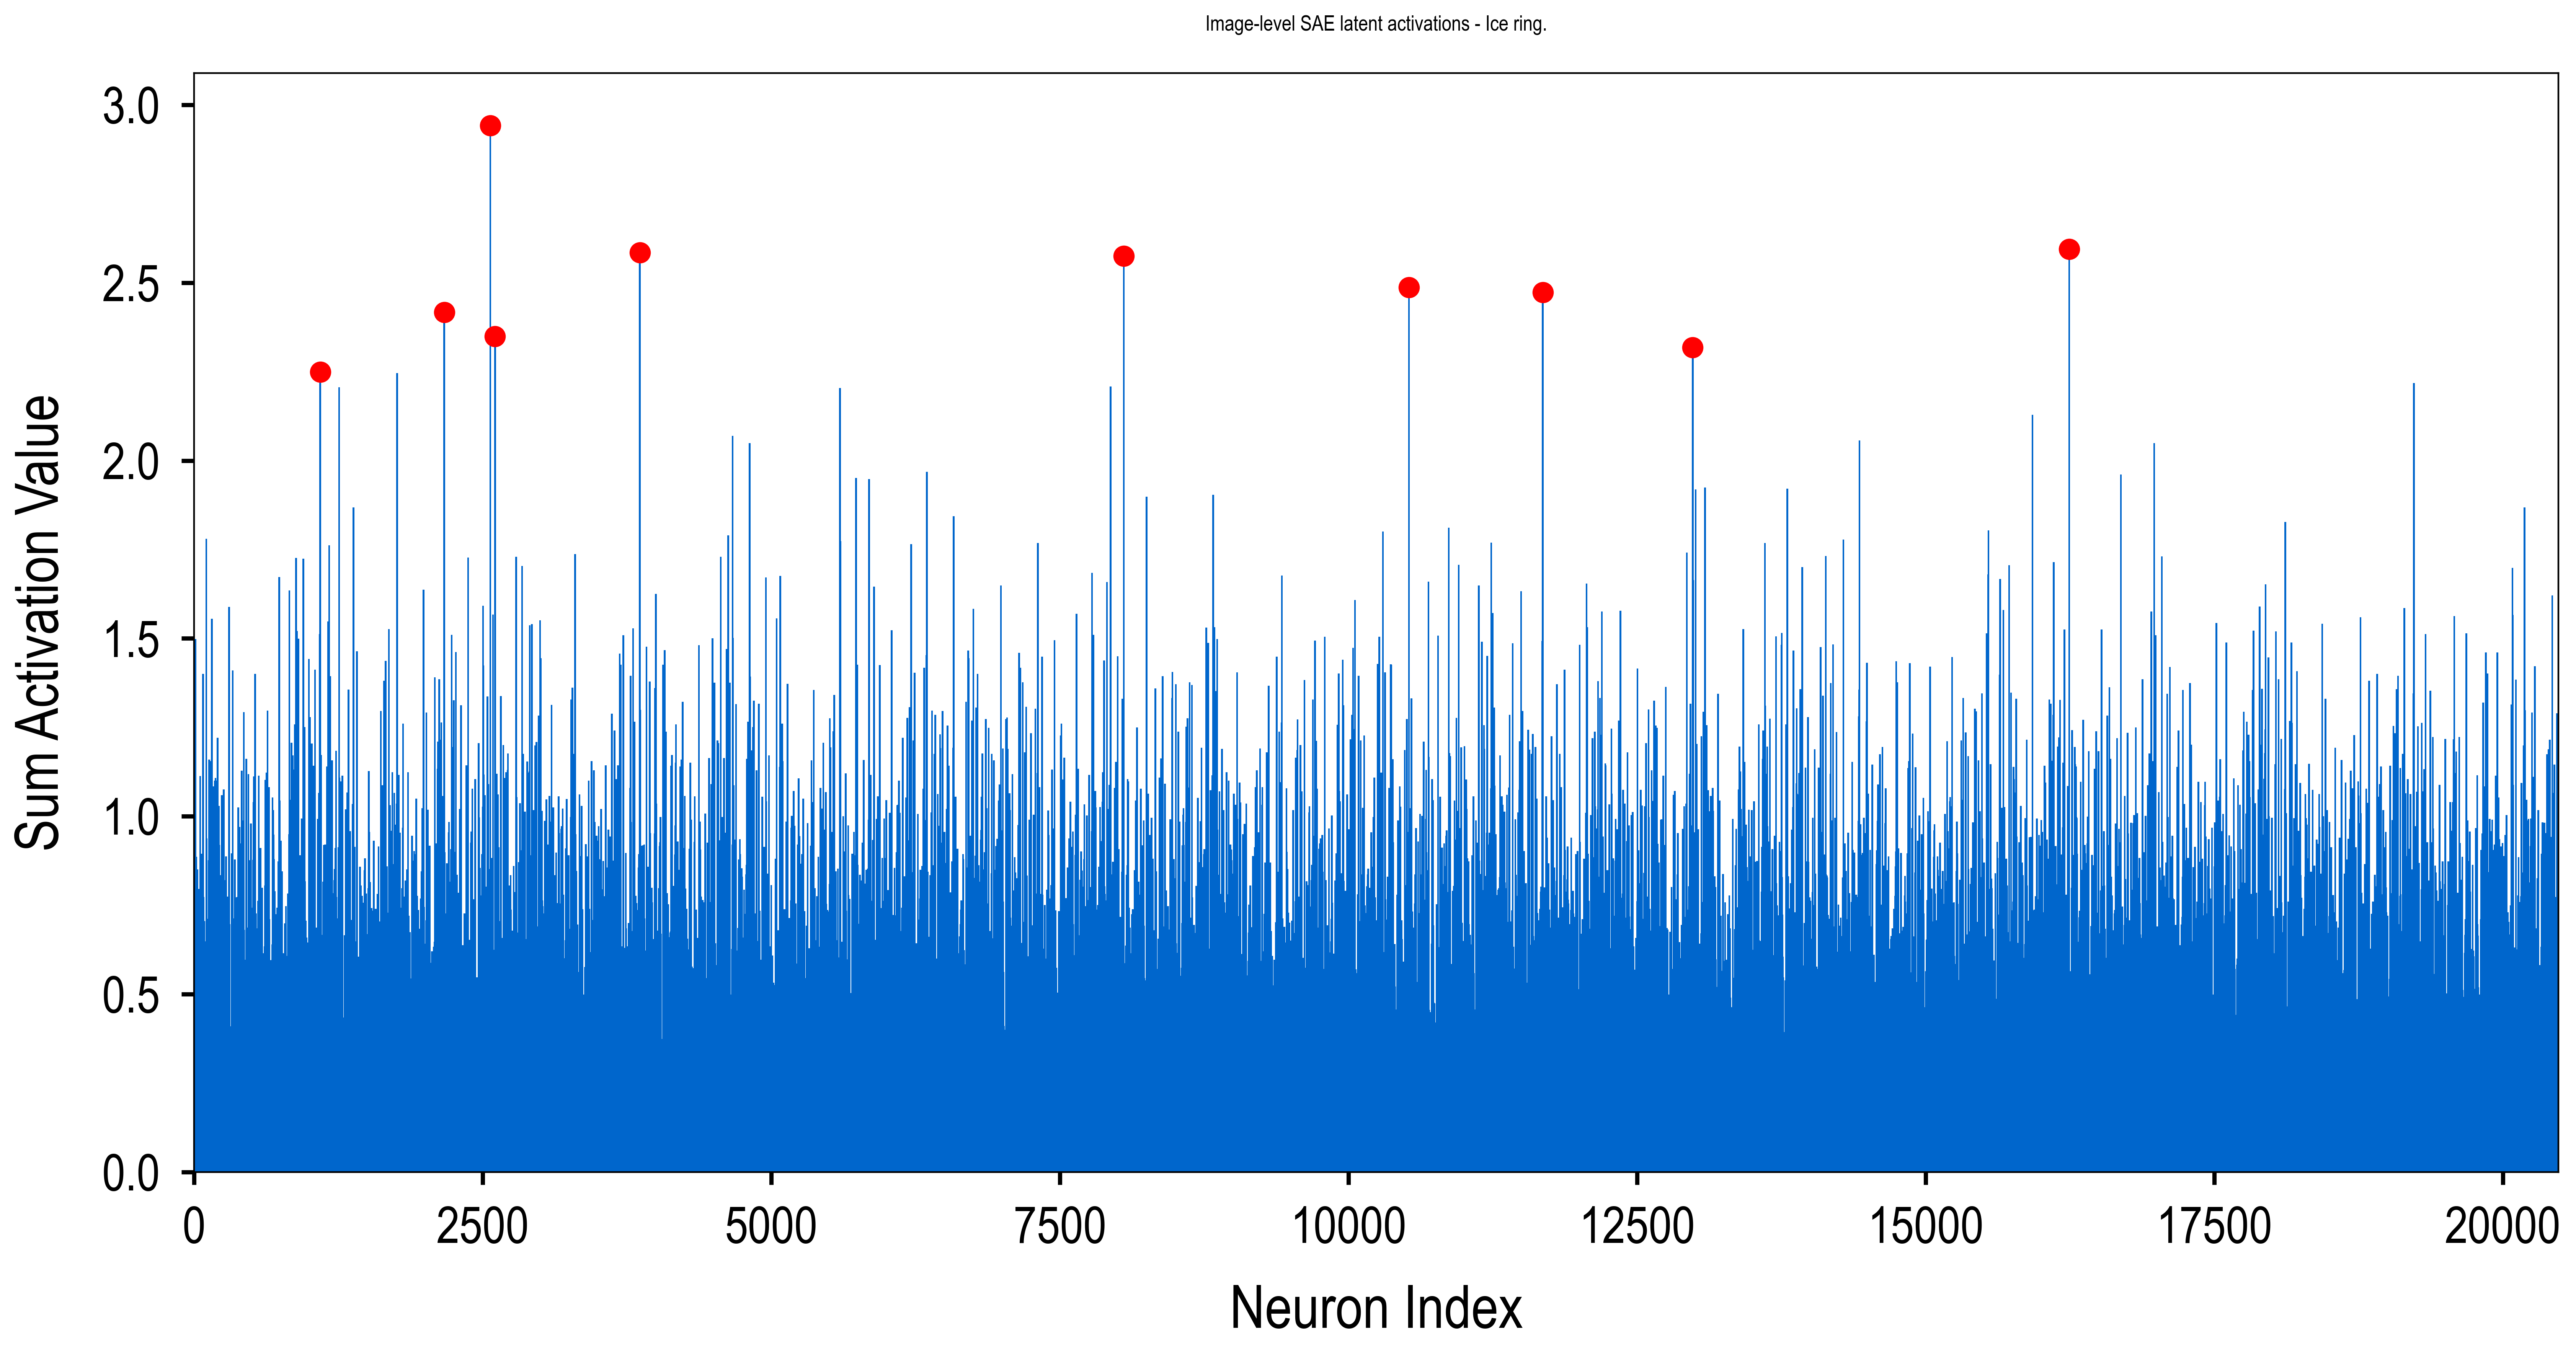 Image-level SAE latent activations - Ice ring.
3.0
2.5
2.0
1.5
1.0
0.5
0.0
Sum Activation Value
0 2500 5000 7500 10000 12500 15000 17500 20000
Neuron Index